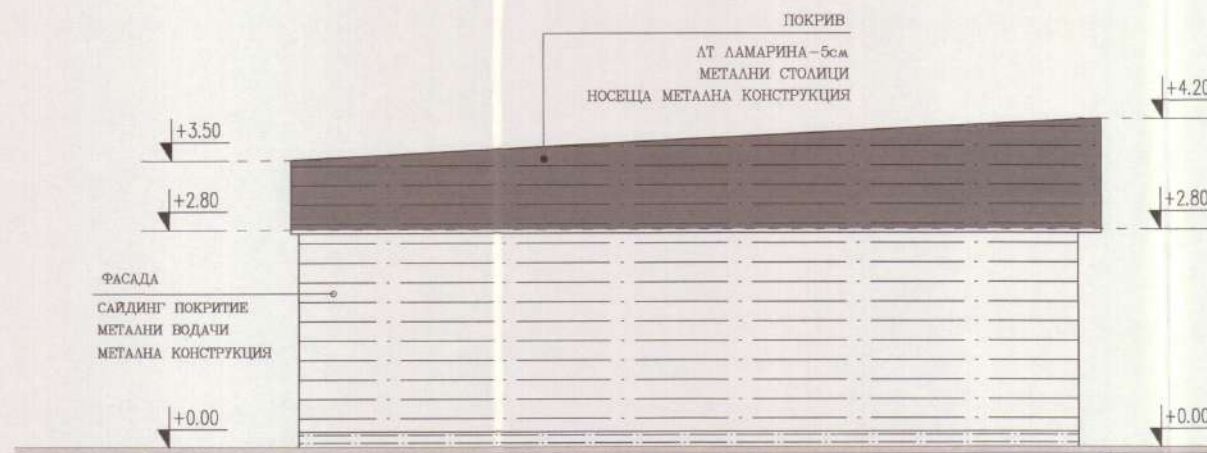 ПОКРИВ
ЛТ ЛАМАРИНА-5см
МЕТАЛНИ СТОЛИЦИ
НОСЕЩА МЕТАЛНА КОНСТРУКЦИЯ
+4.20
+3.50
+2.80
+2.80
ФАСАДА
САЙДИНГ ПОКРИТИЕ
МЕТАЛНИ ВОДАЧИ
МЕТАЛНА КОНСТРУКЦИЯ
+0.00
+0.00